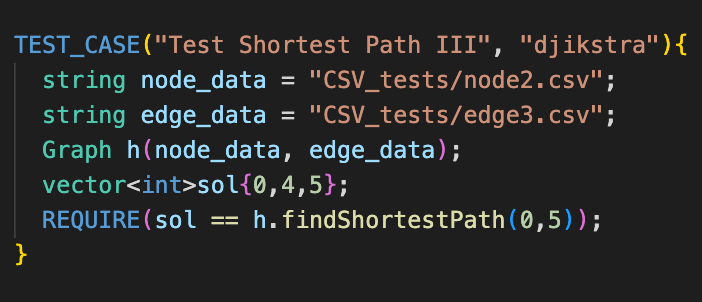 TEST_CASE("Test Shortest Path III", "djikstra"){
string node_data = "CSV_tests/node2.csv";
string edge_data = "CSV_tests/edge3.csv";
Graph h(node_data, edge_data);
vector<int>sol{0,4,5};
REQUIRE(sol == h.findShortestPath(0,5));
}